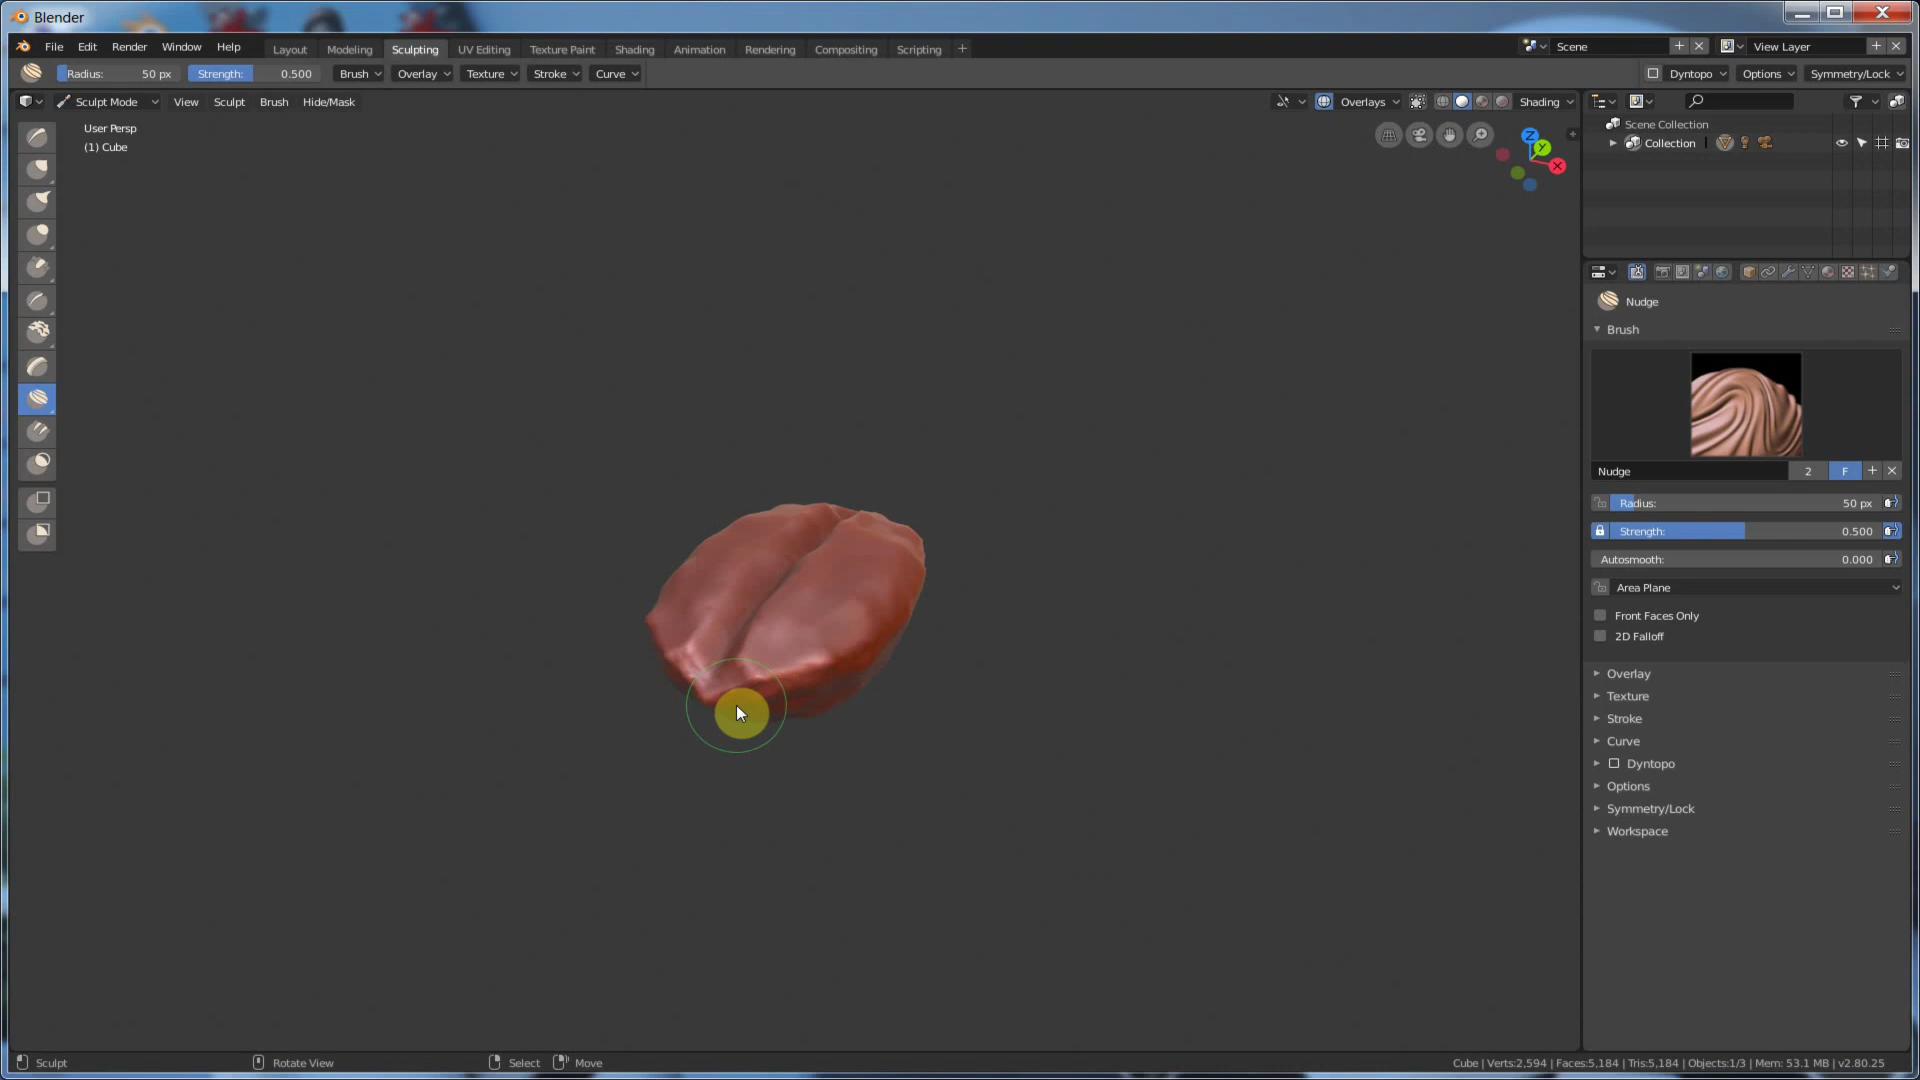 Blender
File Edit Render Window Help Layout Modeling Sculpting UV Editing Texture Paint Shading Animation Rendering Compositing Scripting + Scene View Layer
Radius: 50 px Strength: 0.500 Brush Overlay Texture Stroke Curve Dyntopo Options Symmetry/Lock
Sculpt Mode View Sculpt Brush Hide/Mask Overlays Shading
User Persp
(1) Cube
Z
Y
X
Scene Collection
Collection
Nudge
Brush
Nudge 2 F
Radius: 50 px
Strength: 0.500
Autosmooth: 0.000
Area Plane
Front Faces Only
2D Falloff
Overlay
Texture
Stroke
Curve
Dyntopo
Options
Symmetry/Lock
Workspace
Sculpt Rotate View Select Move Cube | Verts:2,594 | Faces:5,184 | Tris:5,184 | Objects:1/3 | Mem: 53.1 MB | v2.80.25